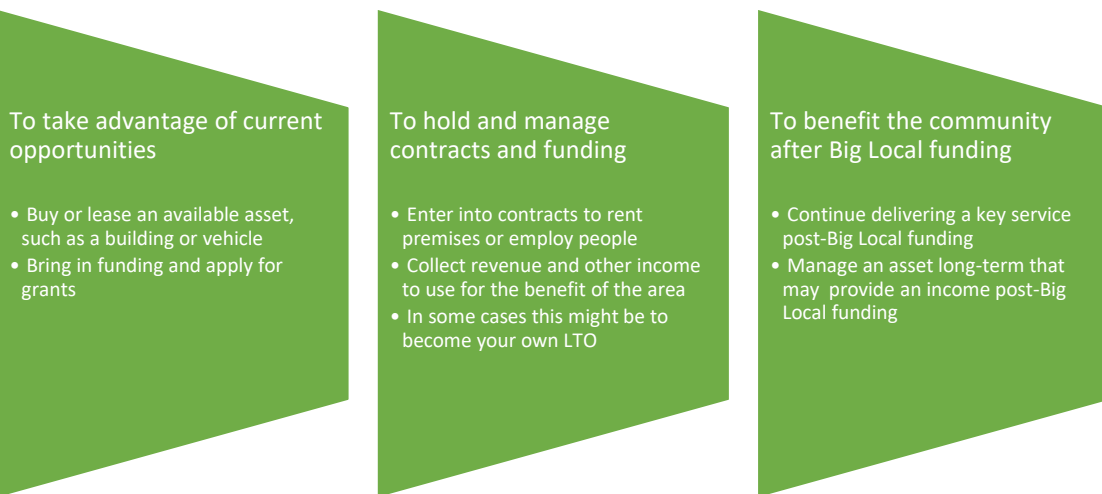 To take advantage of current
opportunities
• Buy or lease an available asset,
such as a building or vehicle
• Bring in funding and apply for
grants
To hold and manage
contracts and funding
• Enter into contracts to rent
premises or employ people
• Collect revenue and other income
to use for the benefit of the area
• In some cases this might be to
become your own LTO
To benefit the community
after Big Local funding
• Continue delivering a key service
post-Big Local funding
• Manage an asset long-term that
may  provide an income post-Big
Local funding